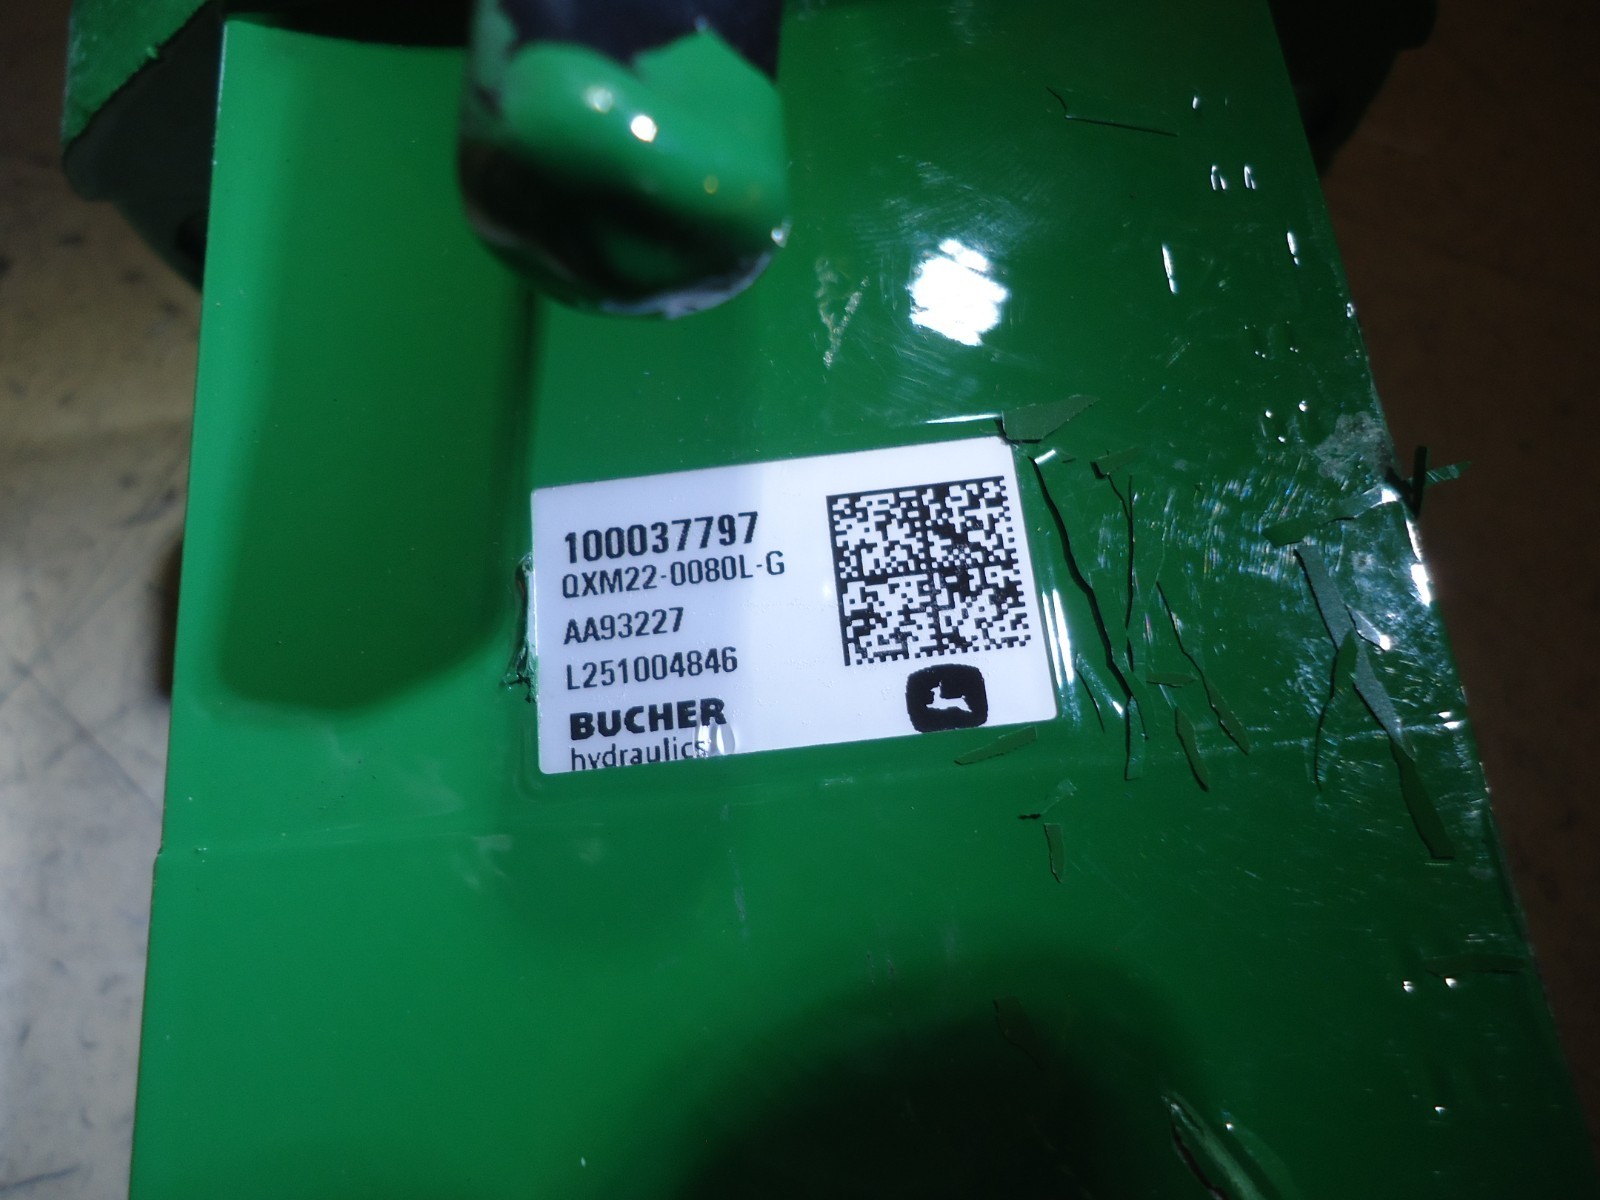 100037797
QXM22-0080L-G
AA93227
L251004846
BUCHER
hydraulics